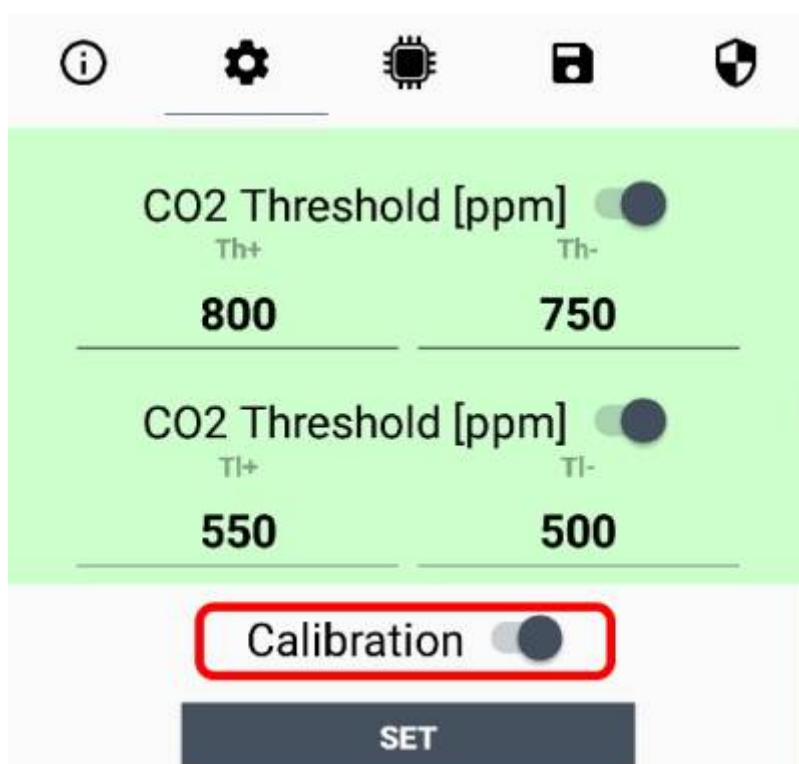 CO2 Threshold [ppm]
Th+ Th-
800 750
CO2 Threshold [ppm]
Tl+ Tl-
550 500
Calibration
SET